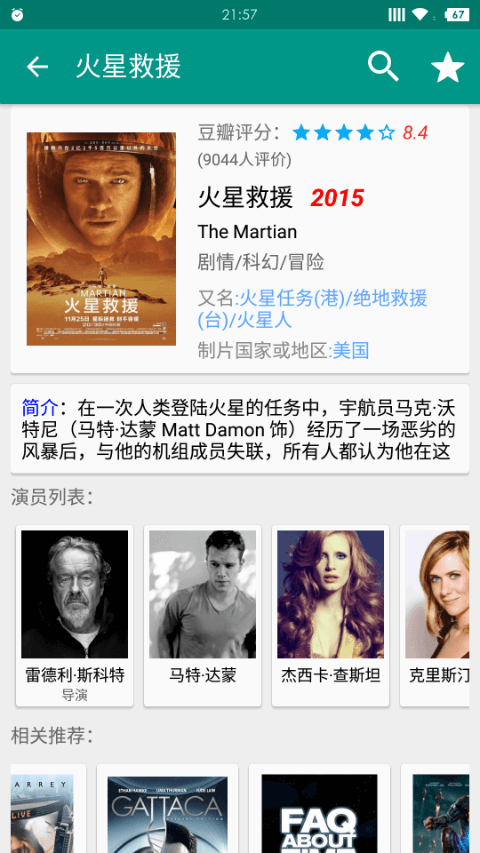 21:57
67
火星救援
豆瓣评分：
8.4
(9044人评价)
火星救援 2015
The Martian
剧情/科幻/冒险
又名:火星任务(港)/绝地救援
(台)/火星人
制片国家或地区:美国
MARTIAN
火星救援
11月25日
简介：在一次人类登陆火星的任务中，宇航员马克·沃
特尼（马特·达蒙 Matt Damon 饰）经历了一场恶劣的
风暴后，与他的机组成员失联，所有人都认为他在这
演员列表：
雷德利·斯科特
导演
马特·达蒙
杰西卡·查斯坦
克里斯汀
相关推荐：
ARREY
LIVE
ETHAN HAWKE UMA THURMAN JUDE LAW
GATTACA
FAQ
ABOUT
TIME